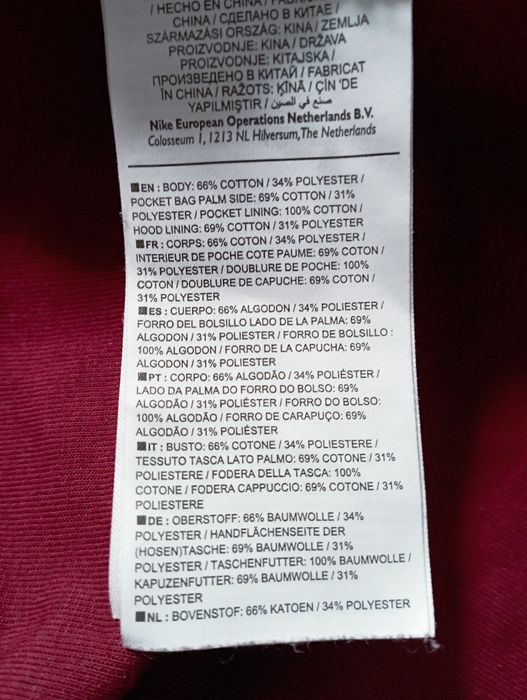 / HECHO EN CHINA / FABRI
CHINA / СДЕЛАНО В КИТАЕ /
SZÁRMAZÁSI ORSZÁG: KÍNA / ZEMLJA
PROIZVODNJE: KINA / DRŽAVA
PROIZVODNJE: KITAJSKA /
ПРОИЗВЕДЕНО В КИТАЙ / FABRICAT
ÎN CHINA / RAŽOTS: ĶĪNĀ / ÇİN 'DE
YAPILMIŞTIR / صنع في الصين
Nike European Operations Netherlands B.V.
Colosseum 1, 1213 NL Hilversum, The Netherlands
EN : BODY: 66% COTTON / 34% POLYESTER /
POCKET BAG PALM SIDE: 69% COTTON / 31%
POLYESTER / POCKET LINING: 100% COTTON /
HOOD LINING: 69% COTTON / 31% POLYESTER
FR : CORPS: 66% COTON / 34% POLYESTER /
INTERIEUR DE POCHE COTE PAUME: 69% COTON /
31% POLYESTER / DOUBLURE DE POCHE: 100%
COTON / DOUBLURE DE CAPUCHE: 69% COTON /
31% POLYESTER
ES : CUERPO: 66% ALGODON / 34% POLIESTER /
FORRO DEL BOLSILLO LADO DE LA PALMA: 69%
ALGODON / 31% POLIESTER / FORRO DE BOLSILLO :
100% ALGODON / FORRO DE LA CAPUCHA: 69%
ALGODON / 31% POLIESTER
PT : CORPO: 66% ALGODÃO / 34% POLIÉSTER /
LADO DA PALMA DO FORRO DO BOLSO: 69%
ALGODÃO / 31% POLIÉSTER / FORRO DO BOLSO:
100% ALGODÃO / FORRO DE CARAPUÇO: 69%
ALGODÃO / 31% POLIÉSTER
IT : BUSTO: 66% COTONE / 34% POLIESTERE /
TESSUTO TASCA LATO PALMO: 69% COTONE / 31%
POLIESTERE / FODERA DELLA TASCA: 100%
COTONE / FODERA CAPPUCCIO: 69% COTONE / 31%
POLIESTERE
DE : OBERSTOFF: 66% BAUMWOLLE / 34%
POLYESTER / HANDFLÄCHENSEITE DER
(HOSEN)TASCHE: 69% BAUMWOLLE / 31%
POLYESTER / TASCHENFUTTER: 100% BAUMWOLLE /
KAPUZENFUTTER: 69% BAUMWOLLE / 31%
POLYESTER
NL : BOVENSTOF: 66% KATOEN / 34% POLYESTER